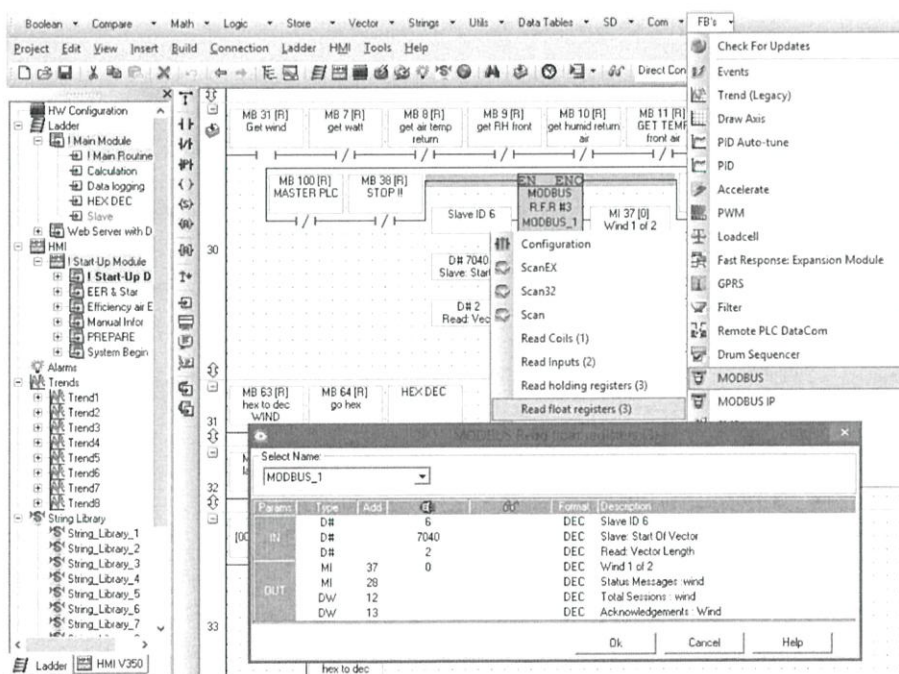 Boolean Compare Math Logic Store Vector Strings Utils Data Tables SD Com FB's
Project Edit View Insert Build Connection Ladder HMI Tools Help
Direct Con
HW Configuration
Ladder
! Main Module
! Main Routine
Calculation
Data logging
HEX DEC
Slave
Web Server with D
HMI
! Start-Up Module
! Start-Up D
EER & Star
Efficiency air E
Manual Infor
PREPARE
System Begin
Alarms
Trends
Trend1
Trend2
Trend3
Trend4
Trend5
Trend6
Trend7
Trend8
String Library
String_Library_1
String_Library_2
String_Library_3
String_Library_4
String_Library_5
String_Library_6
String_Library_7
Ladder HMI V350
MB 31 [R] MB 7 [R] MB 8 [R] MB 9 [R] MB 10 [R] MB 11 [R]
Get wind get watt get air temp get RH front get humid return GET TEMP
return air front air
MB 100 [R] MB 38 [R] EN ENO
MASTER PLC STOP !! MODBUS
R.F.R #3
Slave ID 6 MODBUS_1 MI 37 [0]
Wind 1 of 2
30
D# 7040
Slave: Start
D# 2
Read: Vec
MB 63 [R] MB 64 [R] HEX DEC
hex to dec go hex
WIND
31
32
33
hex to dec
Configuration
ScanEX
Scan32
Scan
Read Coils (1)
Read Inputs (2)
Read holding registers (3)
Read float registers (3)
Check For Updates
Events
Trend (Legacy)
Draw Axis
PID Auto-tune
PID
Accelerate
PWM
Loadcell
Fast Response: Expansion Module
GPRS
Filter
Remote PLC DataCom
Drum Sequencer
MODBUS
MODBUS IP
MODBUS Read float registers (3)
Select Name:
MODBUS_1
Params Type Add Format Description
IN D# 6 DEC Slave ID 6
D# 7040 DEC Slave: Start Of Vector
D# 2 DEC Read: Vector Length
OUT MI 37 0 DEC Wind 1 of 2
MI 28 DEC Status Messages :wind
DW 12 DEC Total Sessions : wind
DW 13 DEC Acknowledgements : Wind
Ok Cancel Help